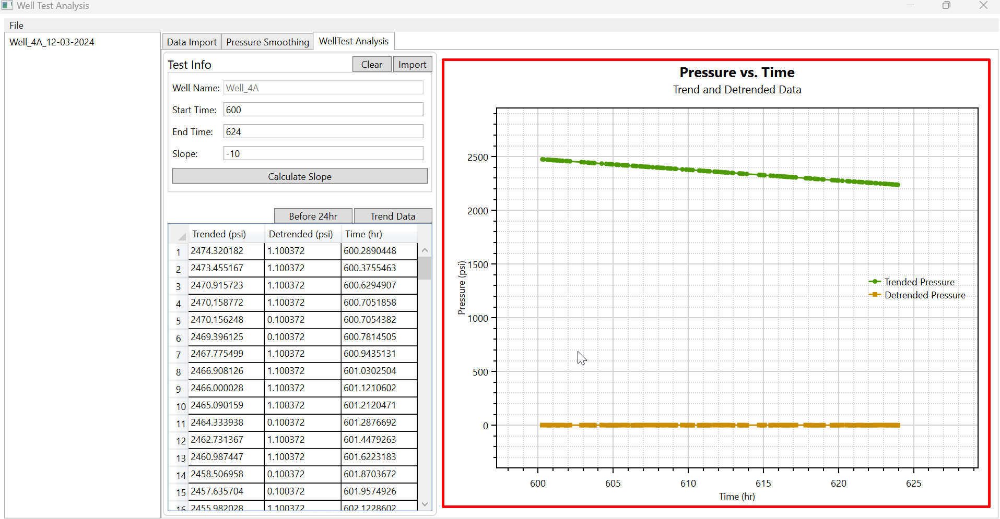 Well Test Analysis
File
Well_4A_12-03-2024
Data Import Pressure Smoothing WellTest Analysis
Test Info Clear Import
Well Name: Well_4A
Start Time: 600
End Time: 624
Slope: -10
Calculate Slope
Before 24hr Trend Data
Trended (psi) Detrended (psi) Time (hr)
1 2474.320182 1.100372 600.2890448
2 2473.455167 1.100372 600.3755463
3 2470.915723 1.100372 600.6294907
4 2470.158772 1.100372 600.7051858
5 2470.156248 0.100372 600.7054382
6 2469.396125 0.100372 600.7814505
7 2467.775499 1.100372 600.9435131
8 2466.908126 1.100372 601.0302504
9 2466.000028 1.100372 601.1210602
10 2465.090159 1.100372 601.2120471
11 2464.333938 0.100372 601.2876692
12 2462.731367 1.100372 601.4479263
13 2460.987447 1.100372 601.6223183
14 2458.506958 0.100372 601.8703672
15 2457.635704 0.100372 601.9574926
16 2455.982028 1.100372 602.1228602
Pressure vs. Time
Trend and Detrended Data
Pressure (psi)
2500
2000
1500
1000
500
0
Trended Pressure
Detrended Pressure
600 605 610 615 620 625
Time (hr)